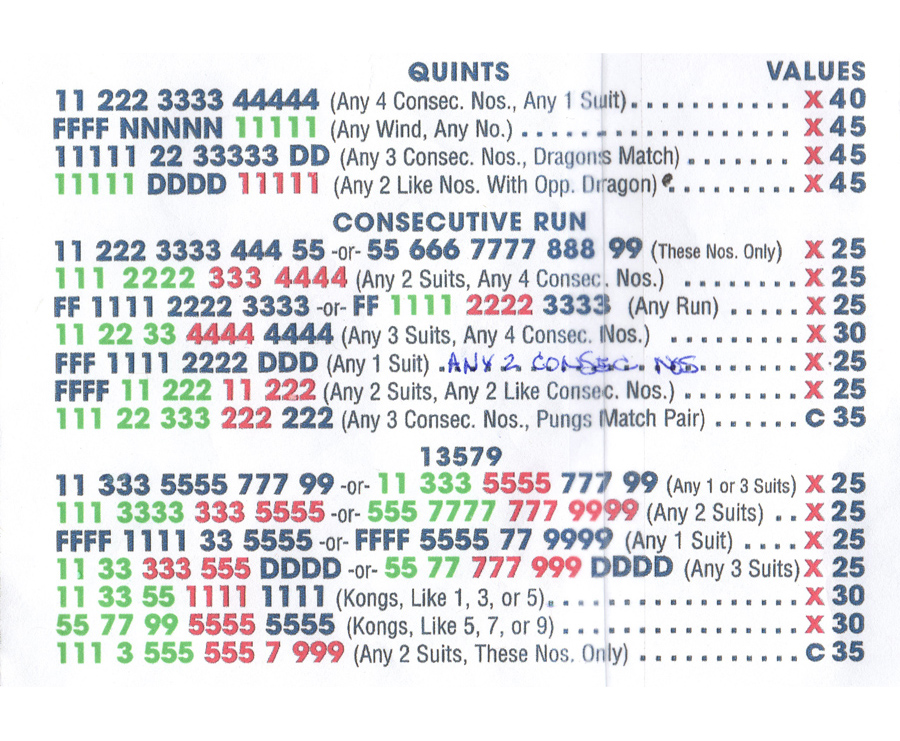 QUINTS VALUES
11 222 3333 44444 (Any 4 Consec. Nos., Any 1 Suit)........... X 40
FFFF NNNNN 11111 (Any Wind, Any No.)..................... X 45
11111 22 33333 DD (Any 3 Consec. Nos., Dragons Match)....... X 45
11111 DDDD 11111 (Any 2 Like Nos. With Opp. Dragon)......... X 45
CONSECUTIVE RUN
11 222 3333 444 55 -or- 55 666 7777 888 99 (These Nos. Only) X 25
111 2222 333 4444 (Any 2 Suits, Any 4 Consec. Nos.) ........ X 25
FF 1111 2222 3333 -or- FF 1111 2222 3333 (Any Run) ..... X 25
11 22 33 4444 4444 (Any 3 Suits, Any 4 Consec. Nos.) ......... X 30
FFF 1111 2222 DDD (Any 1 Suit) .ANY 2 CONSEC. NOS........ X 25
FFFF 11 222 11 222 (Any 2 Suits, Any 2 Like Consec. Nos.)....... X 25
111 22 333 222 222 (Any 3 Consec. Nos., Pungs Match Pair) ...... C 35
13579
11 333 5555 777 99 -or- 11 333 5555 777 99 (Any 1 or 3 Suits) X 25
111 3333 333 5555 -or- 555 7777 777 9999 (Any 2 Suits) .. X 25
FFFF 1111 33 5555 -or- FFFF 5555 77 9999 (Any 1 Suit) .... X 25
11 33 333 555 DDDD -or- 55 77 777 999 DDDD (Any 3 Suits) X 25
11 33 55 1111 1111 (Kongs, Like 1, 3, or 5)................. X 30
55 77 99 5555 5555 (Kongs, Like 5, 7, or 9) ................ X 30
111 3 555 555 7 999 (Any 2 Suits, These Nos. Only) ........... C 35